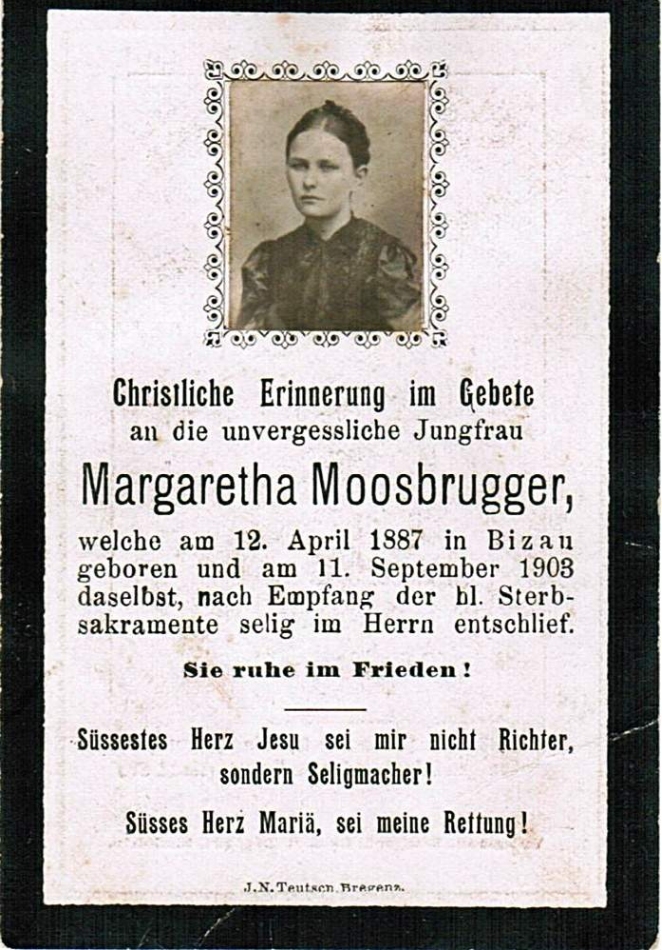 Christliche Erinnerung im Gebete
an die unvergessliche Jungfrau
Margaretha Moosbrugger,
welche am 12. April 1887 in Bizau
geboren und am 11. September 1903
daselbst, nach Empfang der hl. Sterb-
sakramente selig im Herrn entschlief.
Sie ruhe im Frieden!
Süssestes Herz Jesu sei mir nicht Richter,
sondern Seligmacher!
Süsses Herz Mariä, sei meine Rettung!
J. N. Teutsch, Bregenz.